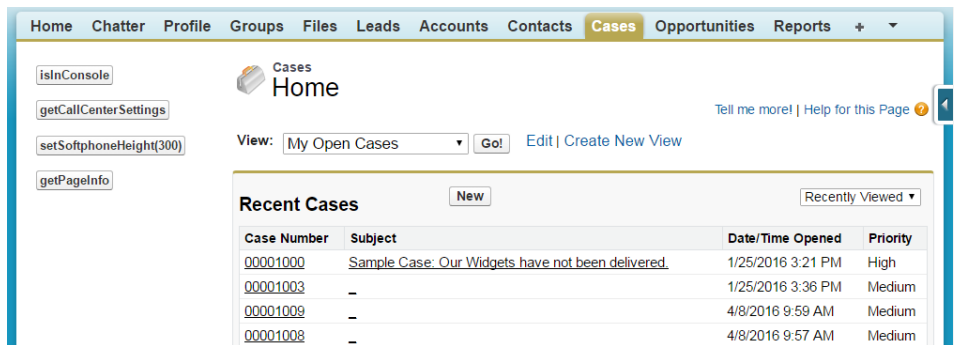 Home Chatter Profile Groups Files Leads Accounts Contacts Cases Opportunities Reports +
isInConsole
getCallCenterSettings
setSoftphoneHeight(300)
getPageInfo
Cases
Home
Tell me more! | Help for this Page ?
View: My Open Cases Go! Edit | Create New View
Recent Cases New Recently Viewed
Case Number Subject Date/Time Opened Priority
00001000 Sample Case: Our Widgets have not been delivered. 1/25/2016 3:21 PM High
00001003 _ 1/25/2016 3:36 PM Medium
00001009 _ 4/8/2016 9:59 AM Medium
00001008 _ 4/8/2016 9:57 AM Medium